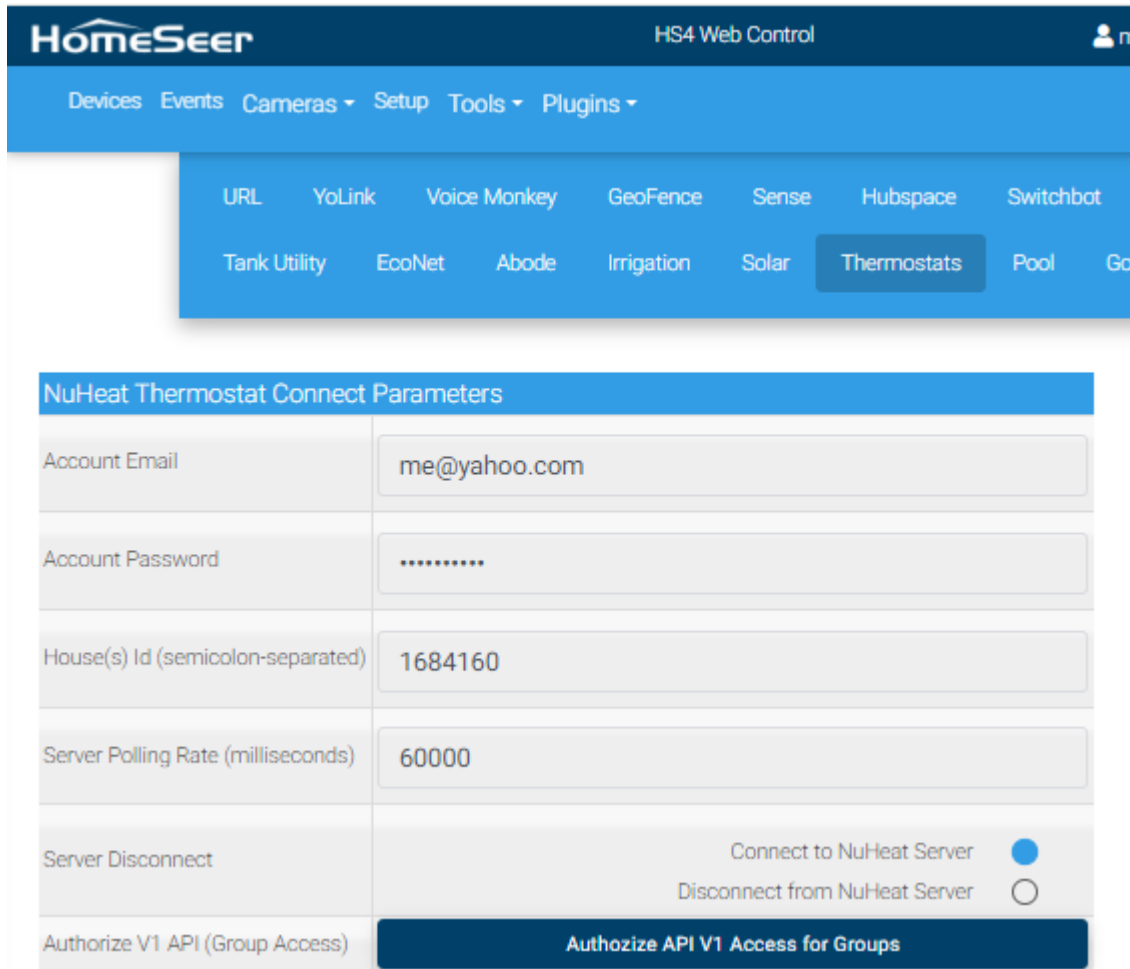 HomeSeer HS4 Web Control
Devices Events Cameras Setup Tools Plugins
URL YoLink Voice Monkey GeoFence Sense Hubspace Switchbot
Tank Utility EcoNet Abode Irrigation Solar Thermostats Pool
NuHeat Thermostat Connect Parameters
Account Email me@yahoo.com
Account Password ••••••••••
House(s) Id (semicolon-separated) 1684160
Server Polling Rate (milliseconds) 60000
Server Disconnect
Connect to NuHeat Server
Disconnect from NuHeat Server
Authorize V1 API (Group Access) Authozize API V1 Access for Groups